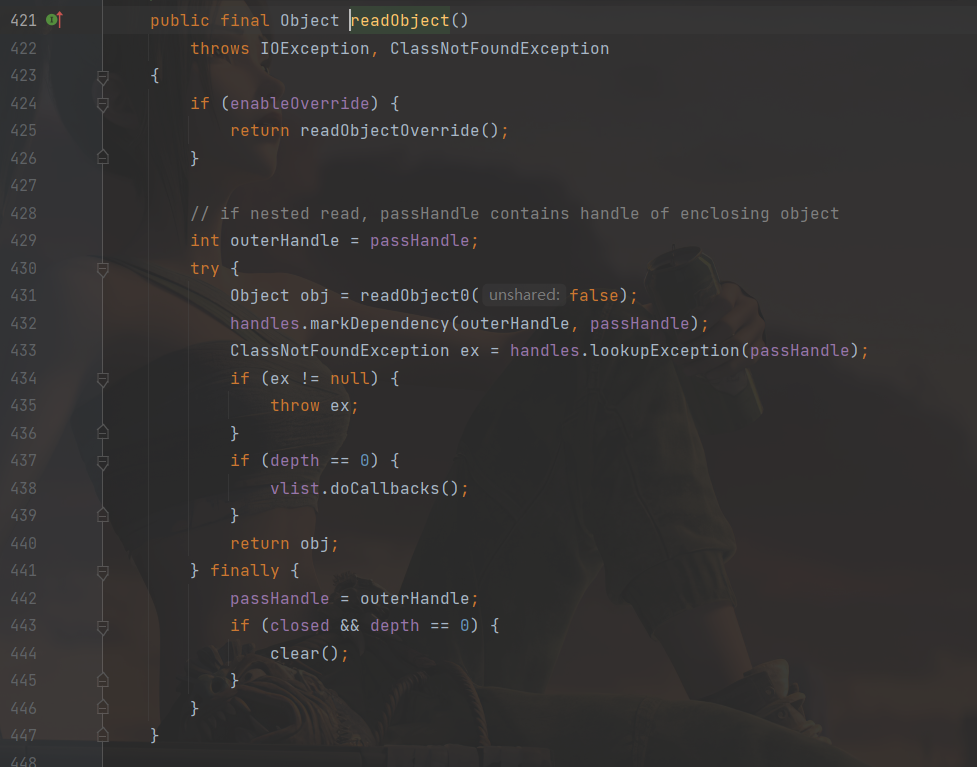 421 public final Object readObject()
422 throws IOException, ClassNotFoundException
423 {
424 if (enableOverride) {
425 return readObjectOverride();
426 }
427
428 // if nested read, passHandle contains handle of enclosing object
429 int outerHandle = passHandle;
430 try {
431 Object obj = readObject0( unshared: false);
432 handles.markDependency(outerHandle, passHandle);
433 ClassNotFoundException ex = handles.lookupException(passHandle);
434 if (ex != null) {
435 throw ex;
436 }
437 if (depth == 0) {
438 vlist.doCallbacks();
439 }
440 return obj;
441 } finally {
442 passHandle = outerHandle;
443 if (closed && depth == 0) {
444 clear();
445 }
446 }
447 }
448